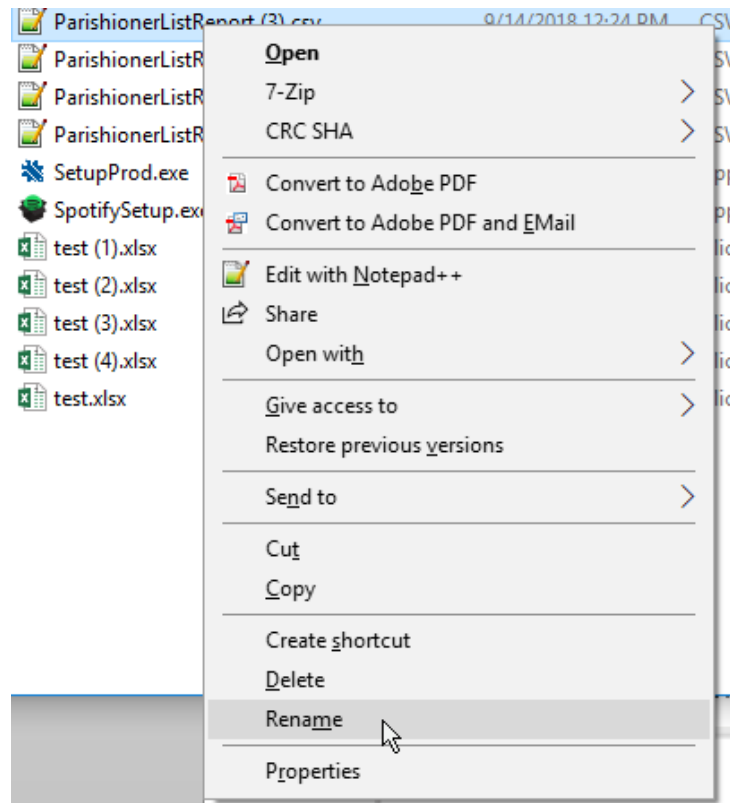 ParishionerListReport (3).csv 9/14/2018 12:24 PM CSV
ParishionerListR
ParishionerListR
ParishionerListR
SetupProd.exe
SpotifySetup.exe
test (1).xlsx
test (2).xlsx
test (3).xlsx
test (4).xlsx
test.xlsx
Open
7-Zip
CRC SHA
Convert to Adobe PDF
Convert to Adobe PDF and EMail
Edit with Notepad++
Share
Open with
Give access to
Restore previous versions
Send to
Cut
Copy
Create shortcut
Delete
Rename
Properties